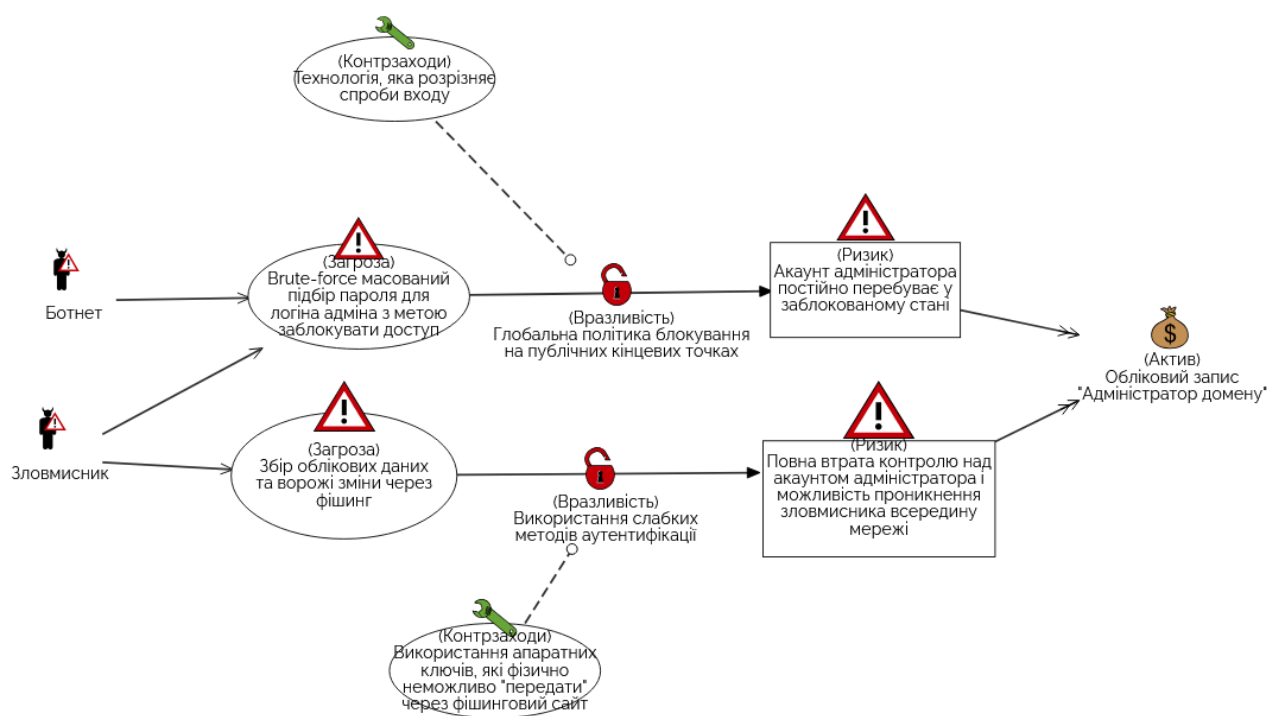 (Контрзаходи)
Технологія, яка розрізняє
спроби входу
Ботнет
(Загроза)
Brute-force масований
підбір пароля для
логіна адміна з метою
заблокувати доступ
(Вразливість)
Глобальна політика блокування
на публічних кінцевих точках
(Ризик)
Акаунт адміністратора
постійно перебуває у
заблокованому стані
(Актив)
Обліковий запис
"Адміністратор домену"
Зловмисник
(Загроза)
Збір облікових даних
та ворожі зміни через
фішинг
(Вразливість)
Використання слабких
методів аутентифікації
(Ризик)
Повна втрата контролю над
акаунтом адміністратора і
можливість проникнення
зловмисника всередину
мережі
(Контрзаходи)
Використання апаратних
ключів, які фізично
неможливо "передати"
через фішинговий сайт